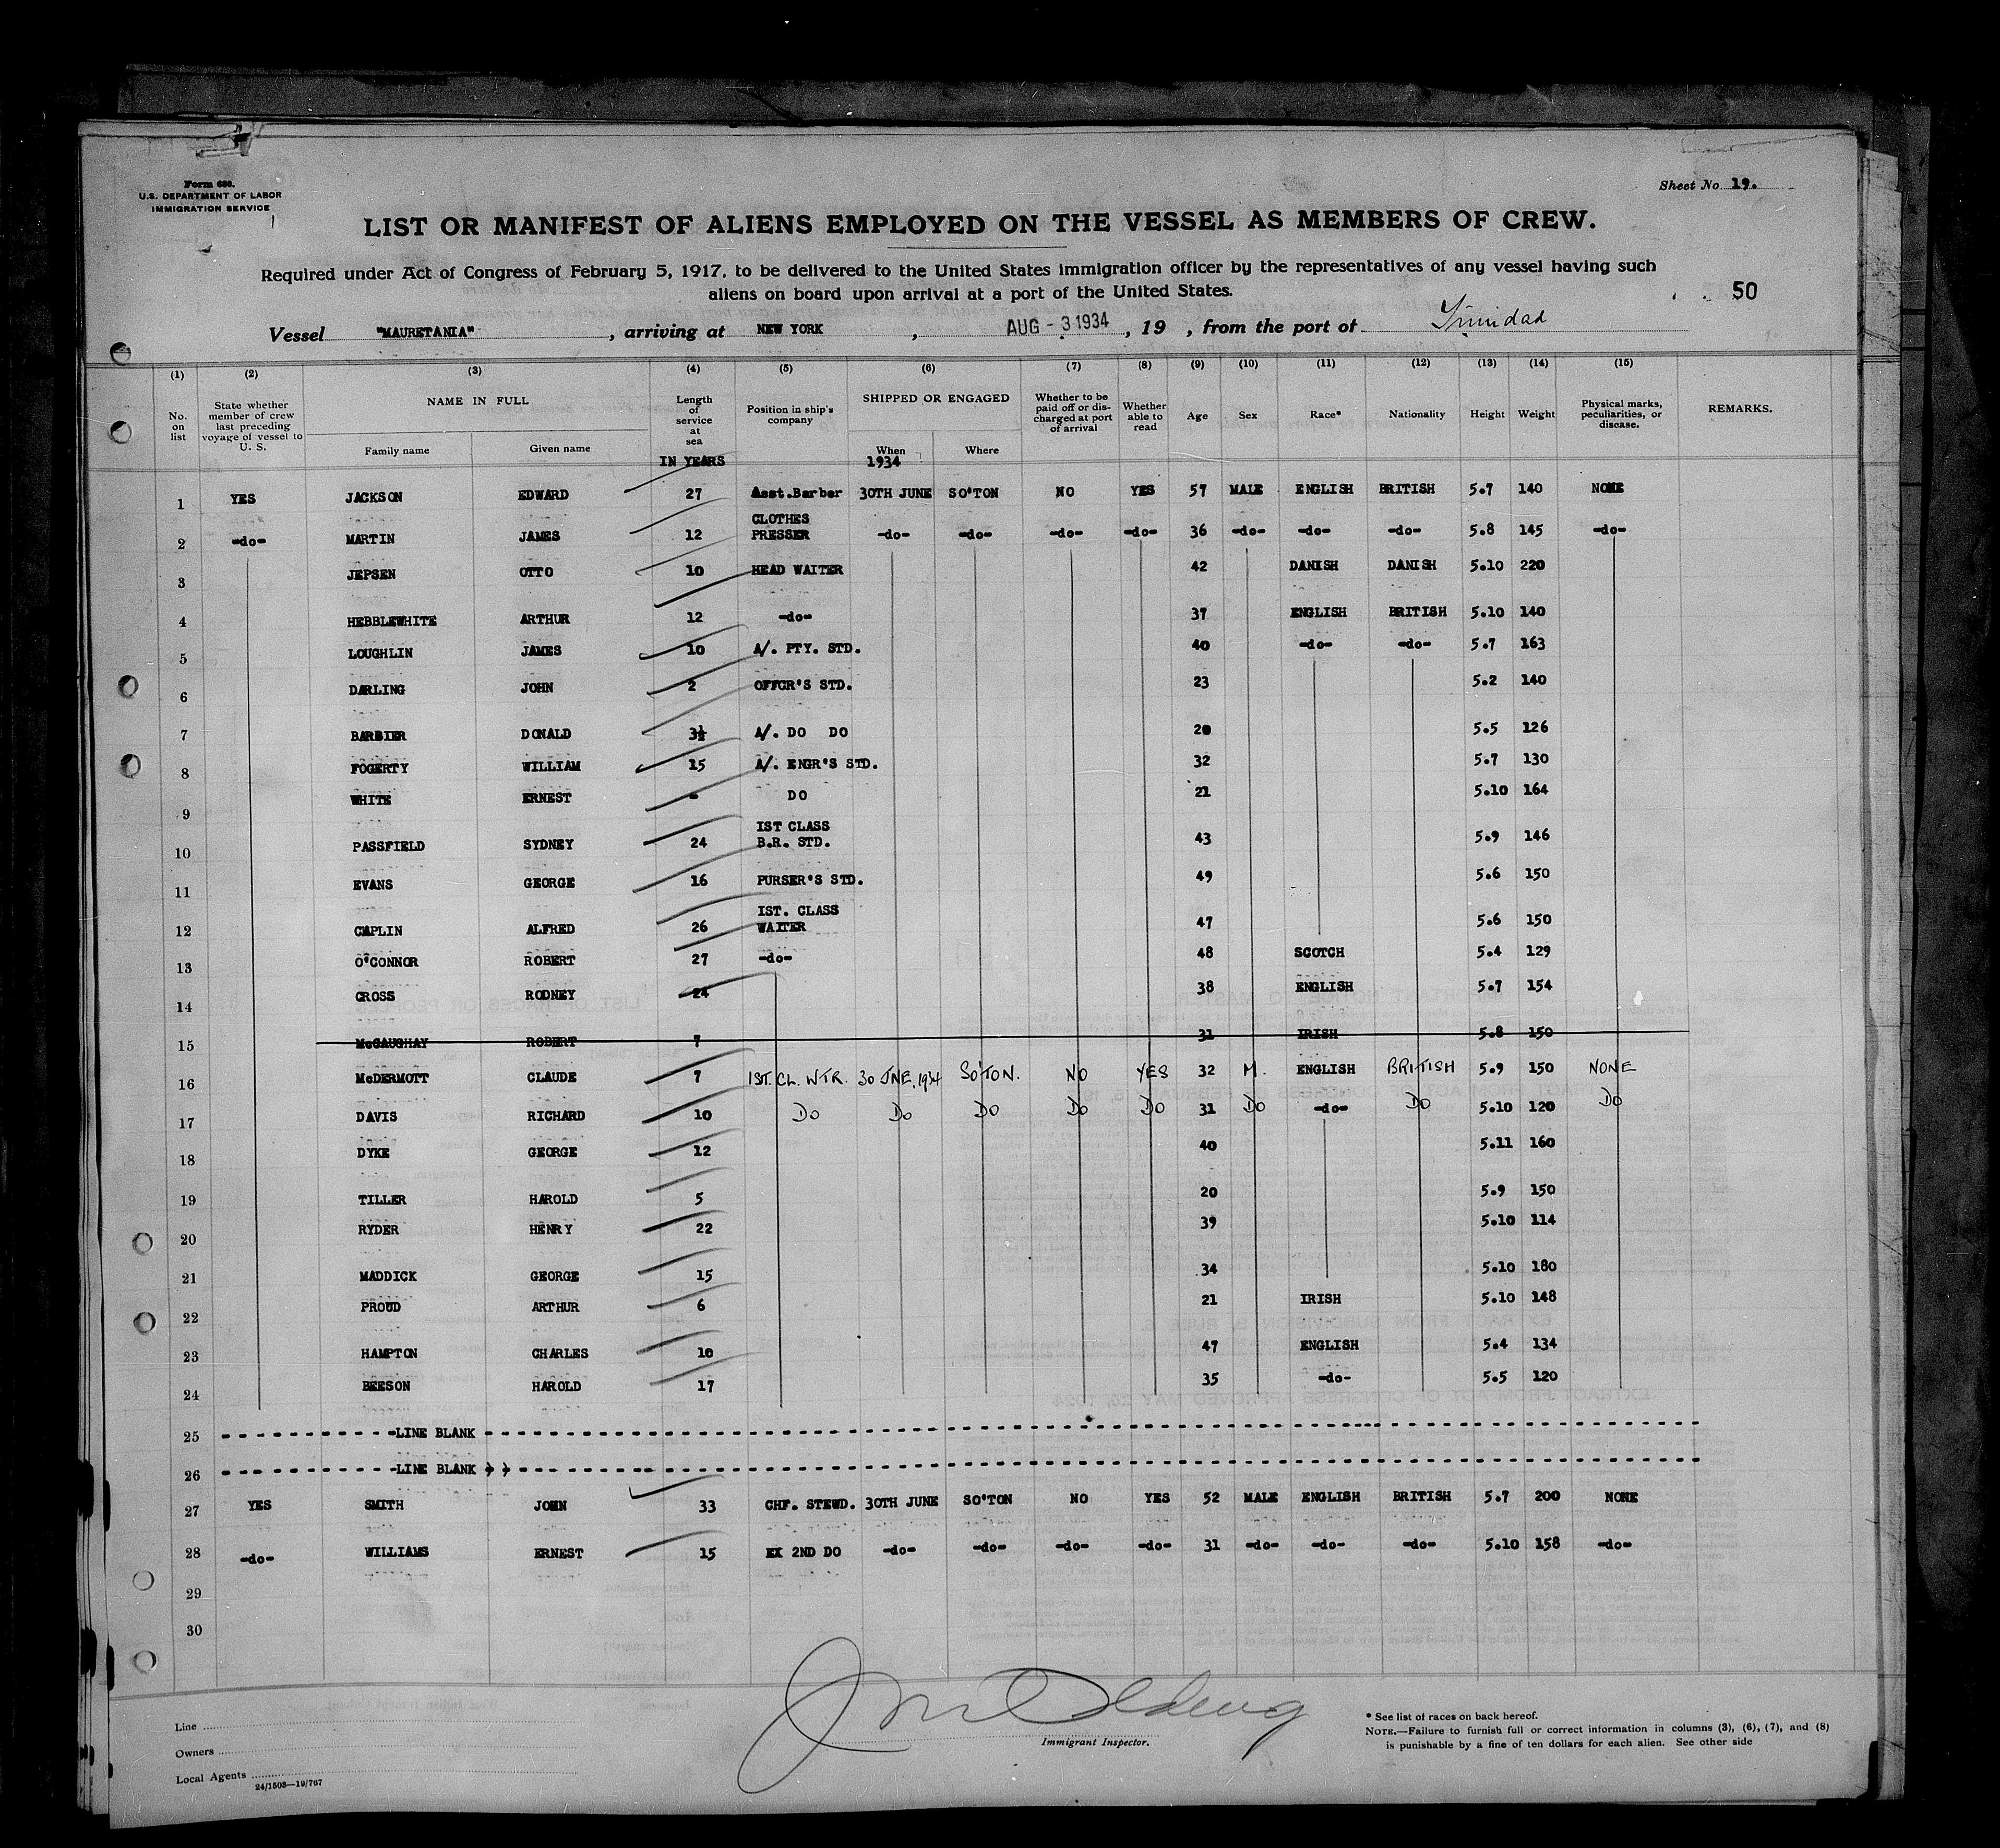 Form 680.
U.S. DEPARTMENT OF LABOR
IMMIGRATION SERVICE
Sheet No. 19.
LIST OR MANIFEST OF ALIENS EMPLOYED ON THE VESSEL AS MEMBERS OF CREW.
Required under Act of Congress of February 5, 1917, to be delivered to the United States immigration officer by the representatives of any vessel having such
aliens on board upon arrival at a port of the United States.
50
Vessel "MAURETANIA", arriving at NEW YORK, AUG - 3 1934, 19 , from the port of Trinidad
(1) (2) (3) (4) (5) (6) (7) (8) (9) (10) (11) (12) (13) (14) (15)
No. on list
State whether member of crew last preceding voyage of vessel to U. S.
NAME IN FULL
Family name Given name
Length of service at sea
IN YEARS
Position in ship's company
SHIPPED OR ENGAGED
When Where
1934
Whether to be paid off or discharged at port of arrival
Whether able to read
Age
Sex
Race*
Nationality
Height
Weight
Physical marks, peculiarities, or disease.
REMARKS.
1 YES JACKSON EDWARD 27 Asst.Barber 30TH JUNE SO'TON NO YES 57 MALE ENGLISH BRITISH 5.7 140 NONE
2 -do- MARTIN JAMES 12 CLOTHES PRESSER -do- -do- -do- -do- 36 -do- -do- -do- 5.8 145 -do-
3 JEPSEN OTTO 10 HEAD WAITER 42 DANISH DANISH 5.10 220
4 HEBBLEWHITE ARTHUR 12 -do- 37 ENGLISH BRITISH 5.10 140
5 LOUGHLIN JAMES 10 A/. PTY. STD. 40 -do- -do- 5.7 163
6 DARLING JOHN 2 OFFCR'S STD. 23 5.2 140
7 BARBIER DONALD 3½ A/. DO DO 20 5.5 126
8 FOGERTY WILLIAM 15 A/. ENGR'S STD. 32 5.7 130
9 WHITE ERNEST - DO 21 5.10 164
10 PASSFIELD SYDNEY 24 IST CLASS B.R. STD. 43 5.9 146
11 EVANS GEORGE 16 PURSER'S STD. 49 5.6 150
12 CAPLIN ALFRED 26 IST. CLASS WAITER 47 5.6 150
13 O'CONNOR ROBERT 27 -do- 48 SCOTCH 5.4 129
14 CROSS RODNEY 24 38 ENGLISH 5.7 154
15 McGAUGHAY ROBERT 7 31 IRISH 5.8 150
16 McDERMOTT CLAUDE 7 IST. CL. WTR. 30 JNE, 1934 SO'TON. NO YES 32 M. ENGLISH BRITISH 5.9 150 NONE
17 DAVIS RICHARD 10 DO DO DO DO DO 31 DO -do- DO 5.10 120 DO
18 DYKE GEORGE 12 40 5.11 160
19 TILLER HAROLD 5 20 5.9 150
20 RYDER HENRY 22 39 5.10 114
21 MADDICK GEORGE 15 34 5.10 180
22 PROUD ARTHUR 6 21 IRISH 5.10 148
23 HAMPTON CHARLES 10 47 ENGLISH 5.4 134
24 BEESON HAROLD 17 35 -do- 5.5 120
25 LINE BLANK
26 LINE BLANK
27 YES SMITH JOHN 33 CHF. STEWD. 30TH JUNE SO'TON NO YES 52 MALE ENGLISH BRITISH 5.7 200 NONE
28 -do- WILLIAMS ERNEST 15 EX 2ND DO -do- -do- -do- -do- 31 -do- -do- -do- 5.10 158 -do-
29
30
Line
Owners
Local Agents
24/1503—19/767
Immigrant Inspector.
* See list of races on back hereof.
NOTE.—Failure to furnish full or correct information in columns (3), (6), (7), and (8)
is punishable by a fine of ten dollars for each alien. See other side